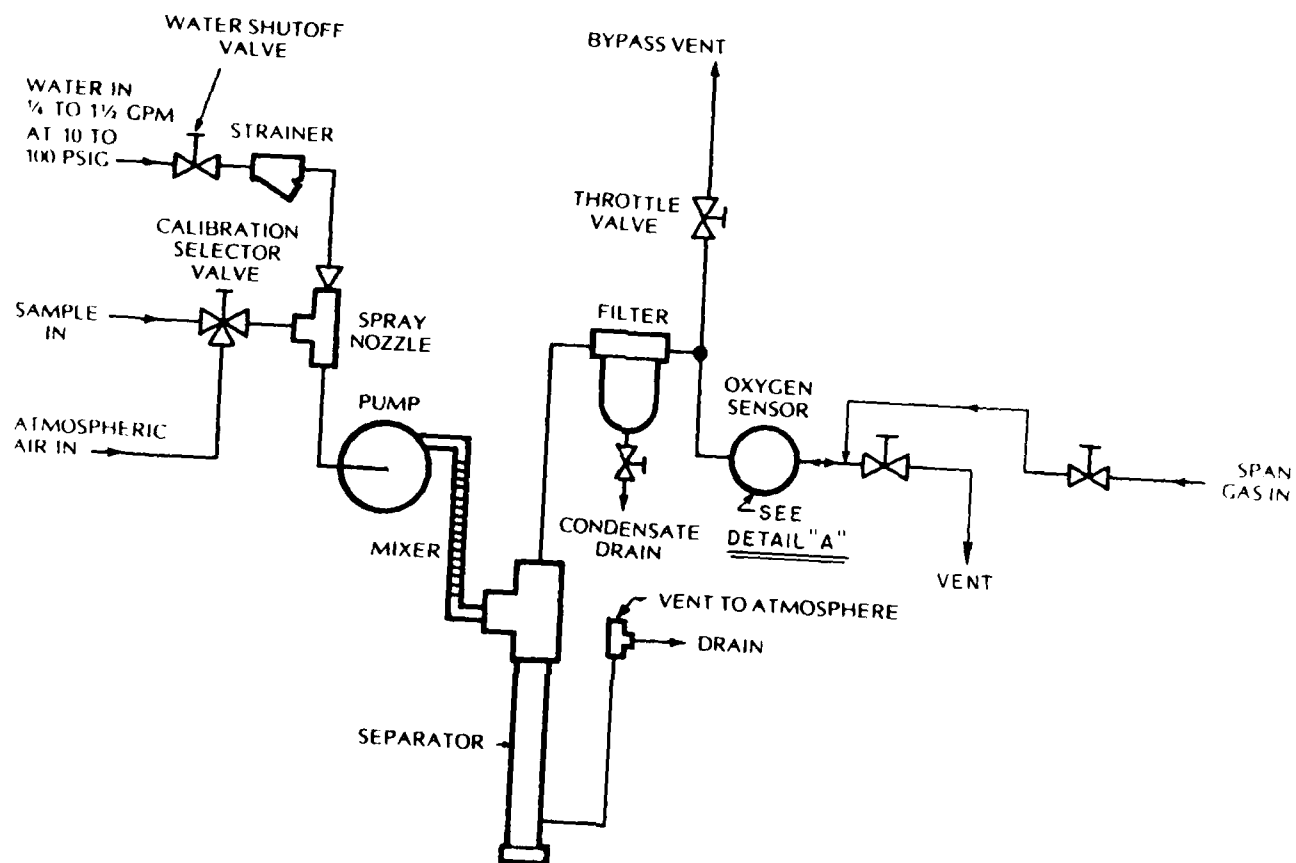 WATER SHUTOFF
VALVE
BYPASS VENT
WATER IN
¼ TO 1½ GPM
AT 10 TO
100 PSIG
STRAINER
THROTTLE
VALVE
CALIBRATION
SELECTOR
VALVE
SAMPLE
IN
SPRAY
NOZZLE
FILTER
OXYGEN
SENSOR
PUMP
ATMOSPHERIC
AIR IN
SPAN
GAS IN
SEE
DETAIL "A"
CONDENSATE
DRAIN
MIXER
VENT
VENT TO ATMOSPHERE
DRAIN
SEPARATOR